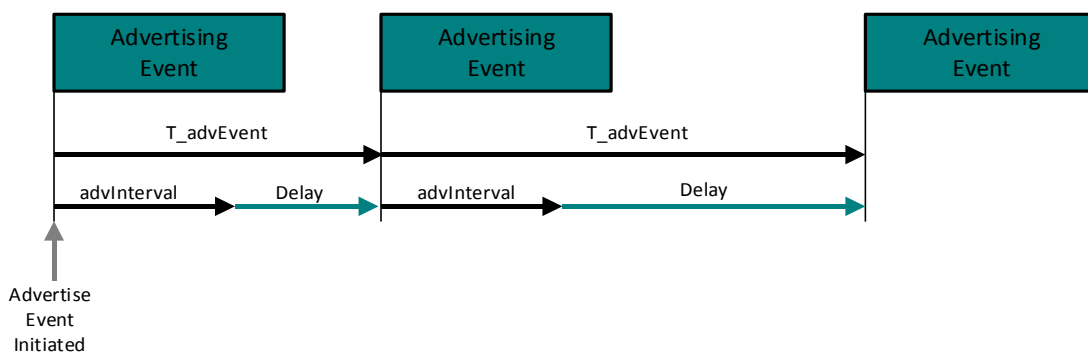 Advertising
Event
Advertising
Event
Advertising
Event
T_advEvent
T_advEvent
advInterval
Delay
advInterval
Delay
Advertise
Event
Initiated